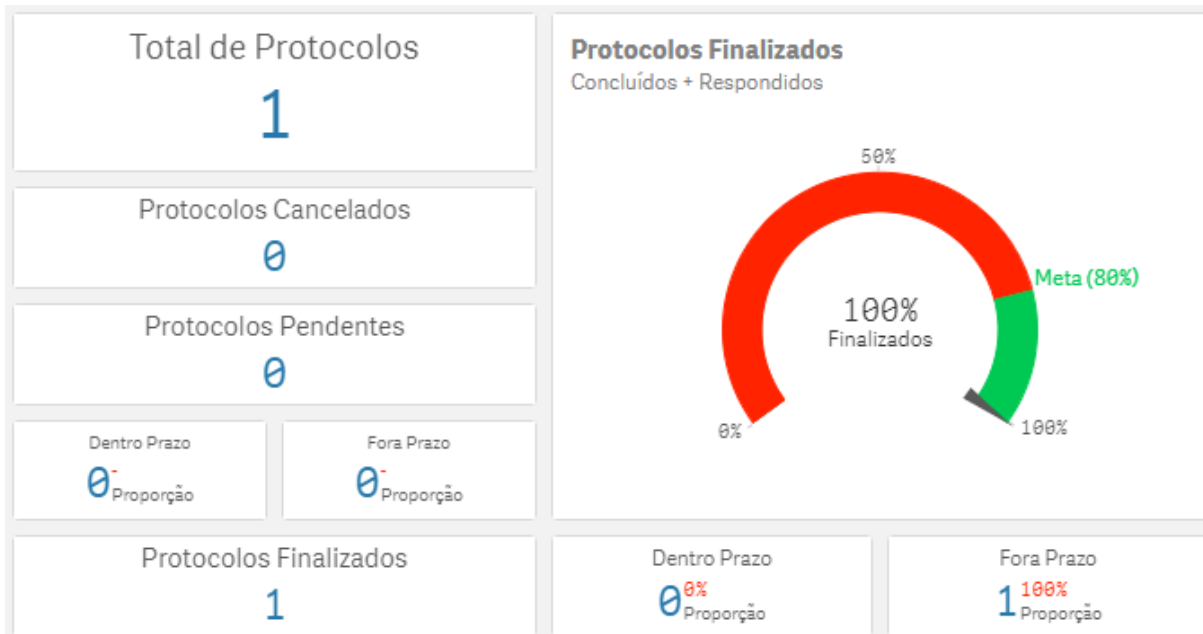 Total de Protocolos
1
Protocolos Cancelados
0
Protocolos Pendentes
0
Dentro Prazo
0 -
Proporção
Fora Prazo
0 -
Proporção
Protocolos Finalizados
1
Protocolos Finalizados
Concluídos + Respondidos
50%
Meta (80%)
100%
Finalizados
0%
100%
Dentro Prazo
0 0%
Proporção
Fora Prazo
1 100%
Proporção